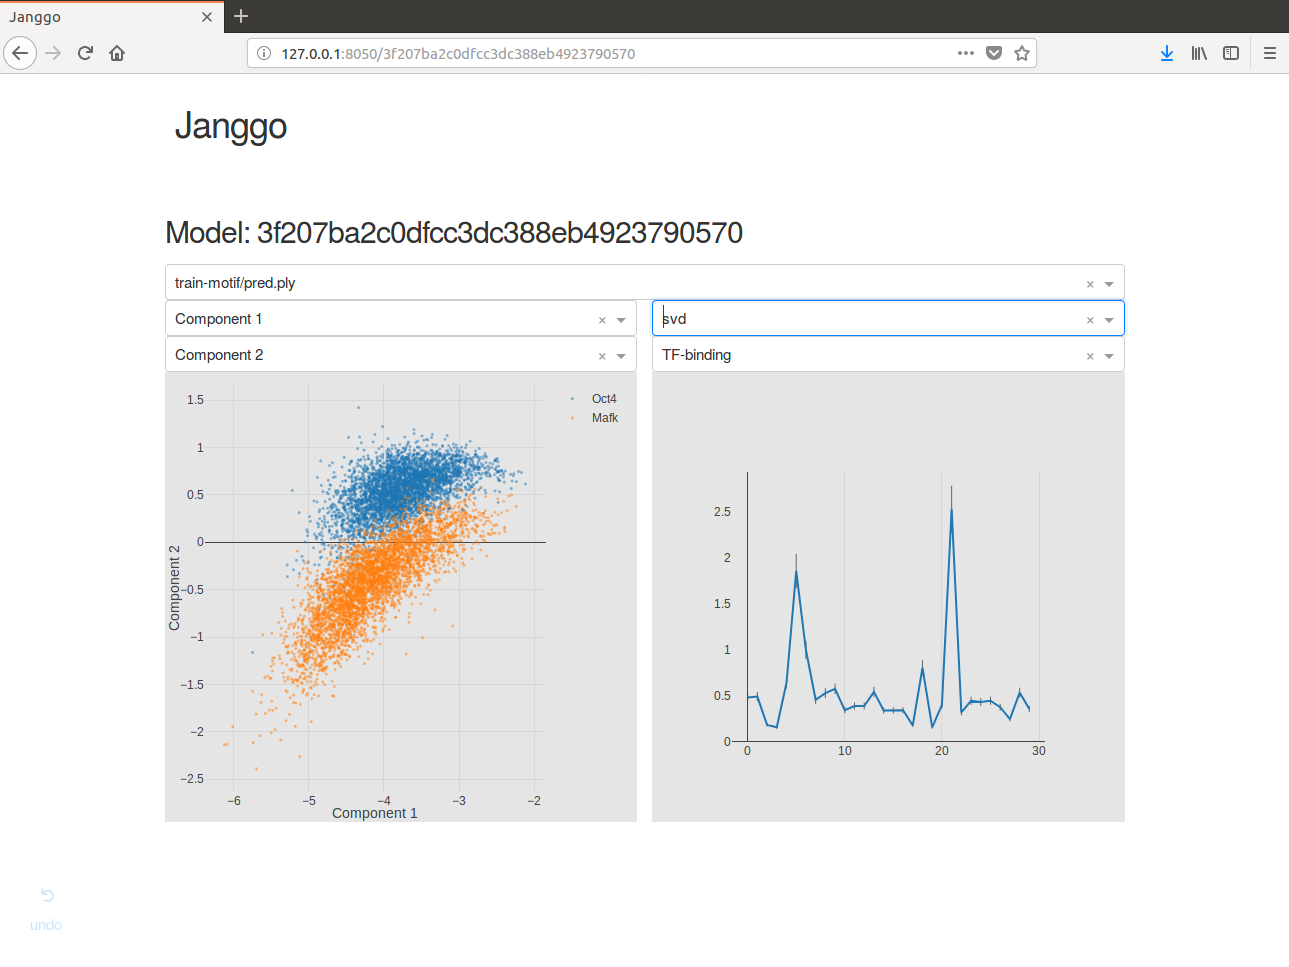 Janggo
127.0.0.1:8050/3f207ba2c0dfcc3dc388eb4923790570
Janggo
Model: 3f207ba2c0dfcc3dc388eb4923790570
train-motif/pred.ply
Component 1
svd
Component 2
TF-binding
Oct4
Mafk
1.5
1
0.5
0
−0.5
−1
−1.5
−2
−2.5
Component 2
−6 −5 −4 −3 −2
Component 1
2.5
2
1.5
1
0.5
0
0 10 20 30
undo